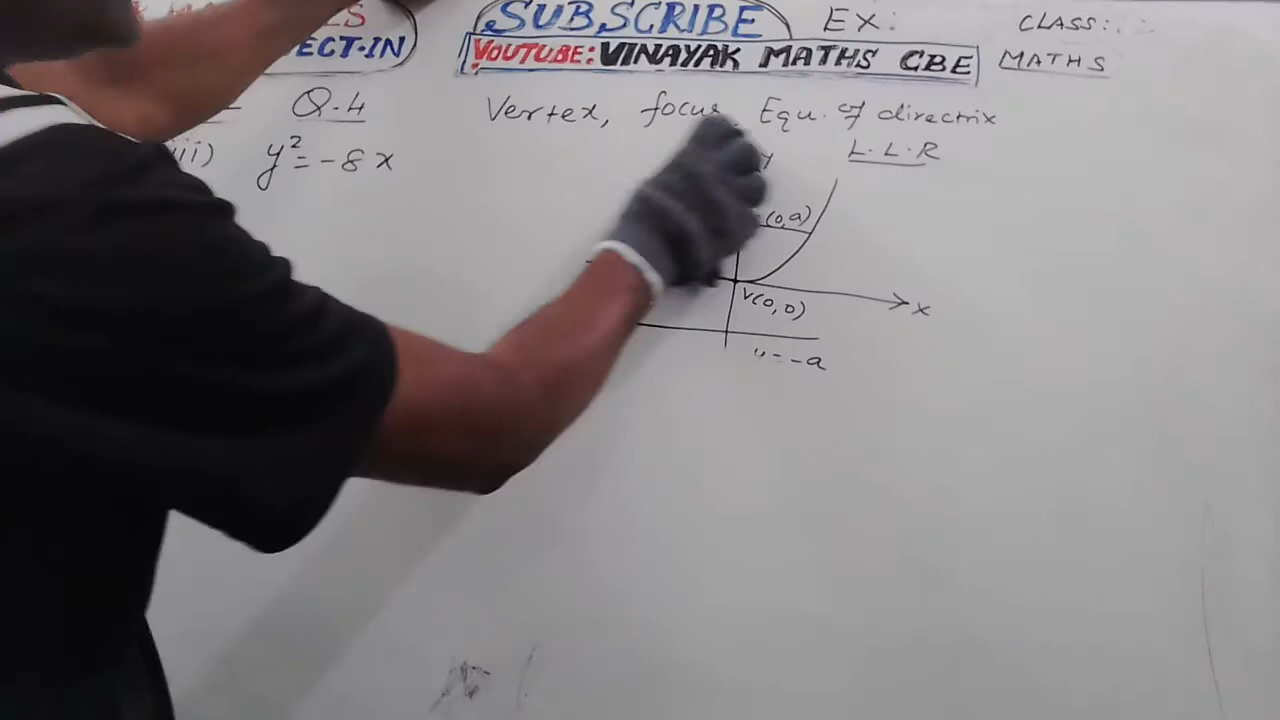 SUBSCRIBE EX: CLASS:
ECT-IN YOUTUBE: VINAYAK MATHS CBE MATHS
Q.4 Vertex, focus Equ. of directrix
y²=-8x L.L.R
y
(0,a)
V(0,0) x
-a